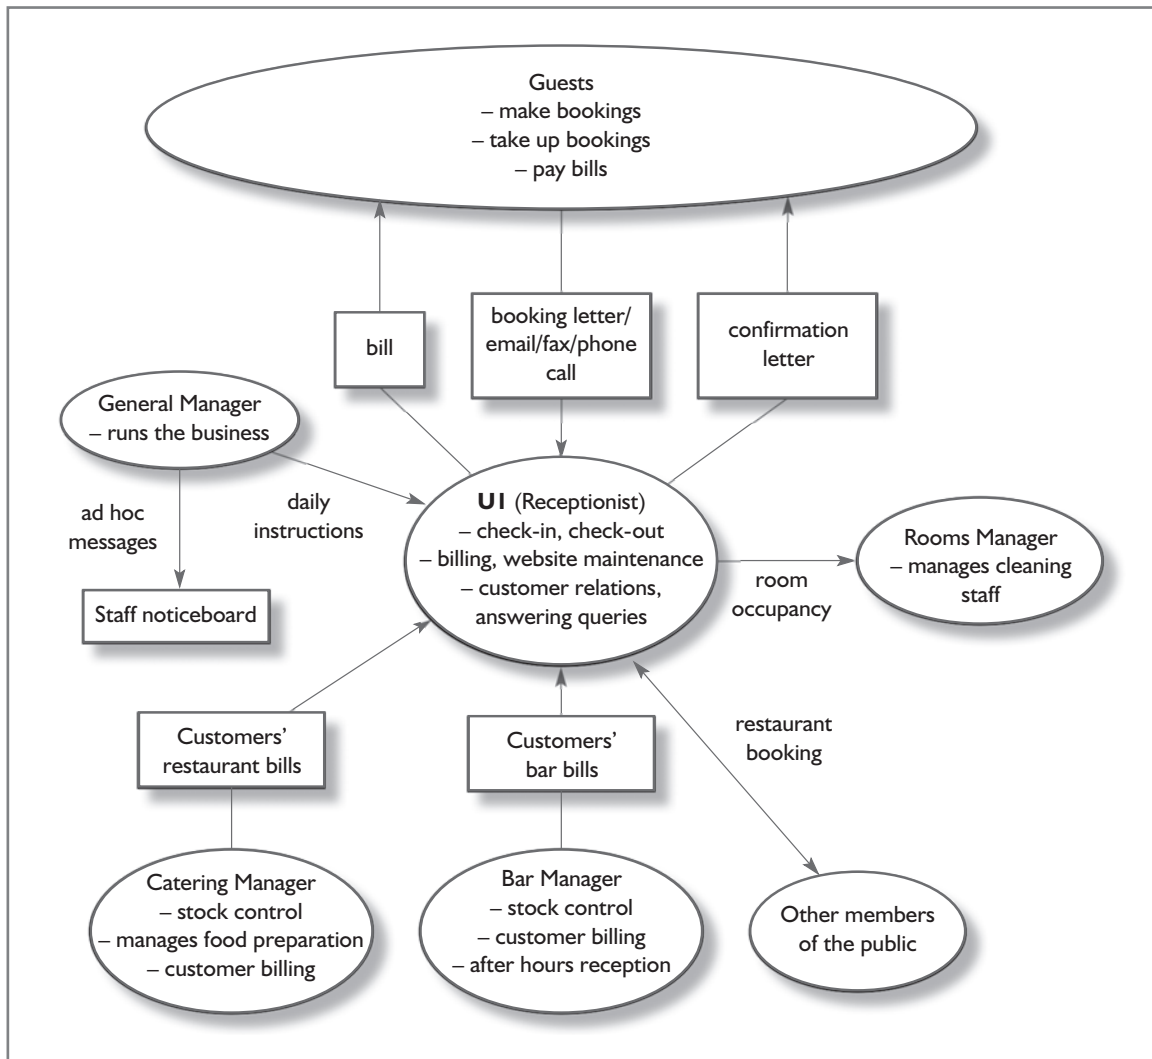 Guests
– make bookings
– take up bookings
– pay bills
bill
booking letter/
email/fax/phone
call
confirmation
letter
General Manager
– runs the business
ad hoc
messages
daily
instructions
Staff noticeboard
UI (Receptionist)
– check-in, check-out
– billing, website maintenance
– customer relations,
answering queries
room
occupancy
Rooms Manager
– manages cleaning
staff
Customers’
restaurant bills
Customers’
bar bills
restaurant
booking
Catering Manager
– stock control
– manages food preparation
– customer billing
Bar Manager
– stock control
– customer billing
– after hours reception
Other members
of the public